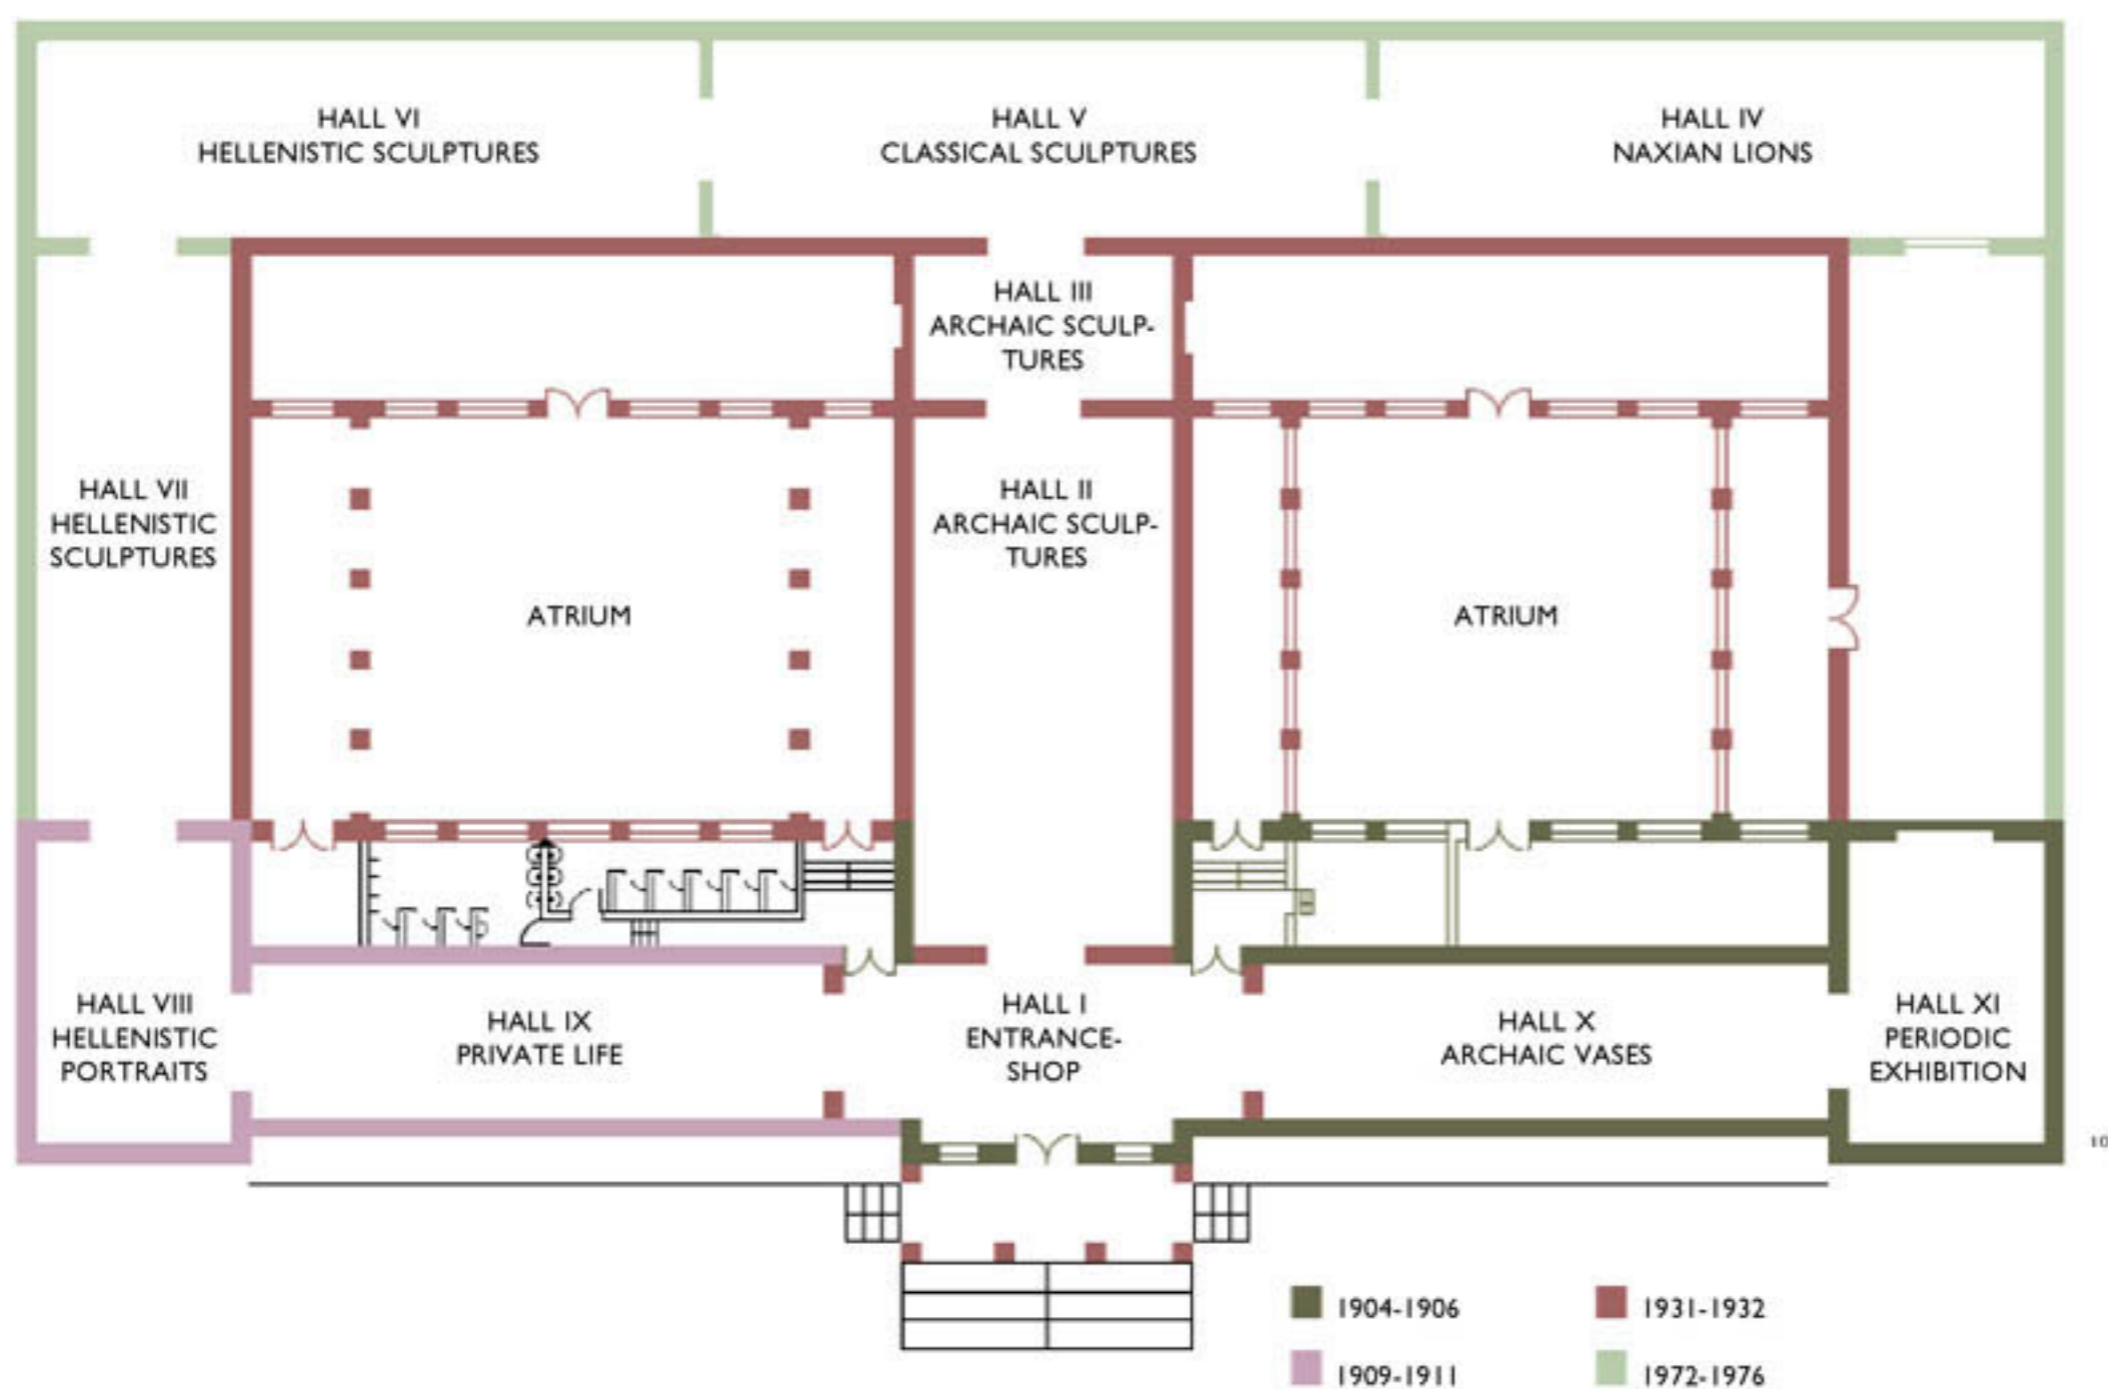 HALL VI
HELLENISTIC SCULPTURES
HALL V
CLASSICAL SCULPTURES
HALL IV
NAXIAN LIONS
HALL III
ARCHAIC SCULP-
TURES
HALL VII
HELLENISTIC
SCULPTURES
HALL II
ARCHAIC SCULP-
TURES
ATRIUM
ATRIUM
HALL VIII
HELLENISTIC
PORTRAITS
HALL IX
PRIVATE LIFE
HALL I
ENTRANCE-
SHOP
HALL X
ARCHAIC VASES
HALL XI
PERIODIC
EXHIBITION
10
1904-1906
1931-1932
1909-1911
1972-1976